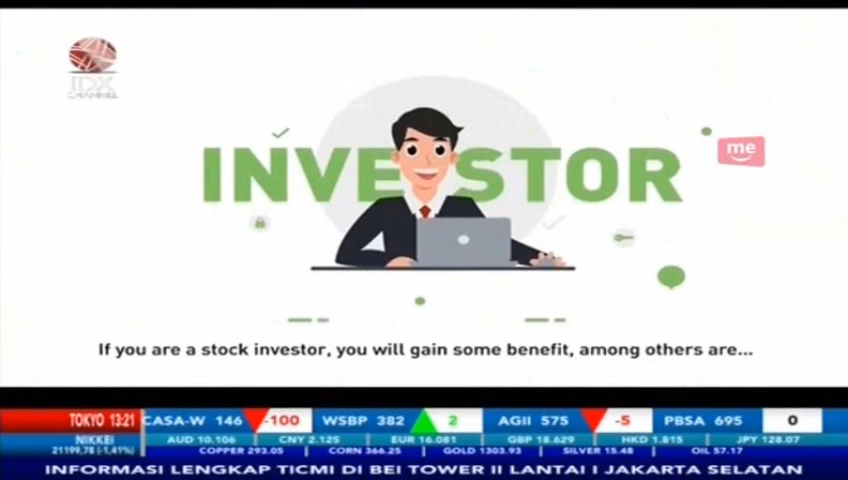 IDX
CHANNEL
me
INVESTOR
If you are a stock investor, you will gain some benefit, among others are...
TOKYO 13:21 CASA-W 146 -100 WSBP 382 2 AGII 575 -5 PBSA 695 0
NIKKEI AUD 10.106 CNY 2.125 EUR 16.081 GBP 18.629 HKD 1.815 JPY 128.07
21199,78 (-1,41%) COPPER 293.05 CORN 366.25 GOLD 1303.93 SILVER 15.48 OIL 57.17
INFORMASI LENGKAP TICMI DI BEI TOWER II LANTAI I JAKARTA SELATAN